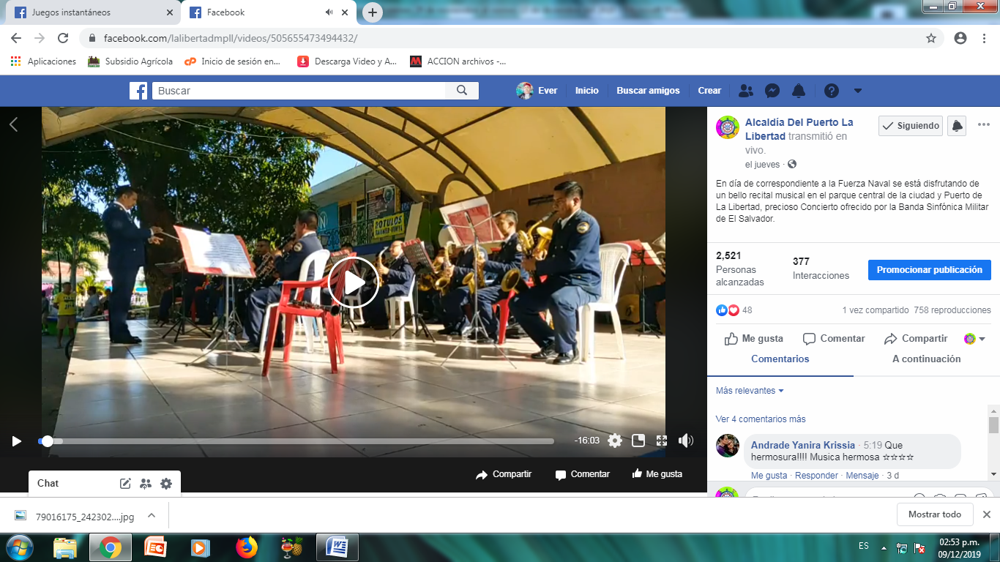 Juegos instantáneos
Facebook
facebook.com/lalibertadmpll/videos/505655473494432/
Aplicaciones
Subsidio Agrícola
Inicio de sesión en...
Descarga Video y A...
ACCION archivos -...
Buscar
Ever
Inicio
Buscar amigos
Crear
ROTULOS
BANNER-VINYL
-16:03
Compartir
Comentar
Me gusta
Chat
Alcaldía Del Puerto La
Libertad transmitió en
vivo.
el jueves ·
Siguiendo
En día de correspondiente a la Fuerza Naval se está disfrutando de
un bello recital musical en el parque central de la ciudad y Puerto de
La Libertad, precioso Concierto ofrecido por la Banda Sinfónica Militar
de El Salvador.
2,521
Personas
alcanzadas
377
Interacciones
Promocionar publicación
48
1 vez compartido 758 reproducciones
Me gusta
Comentar
Compartir
Comentarios
A continuación
Más relevantes
Ver 4 comentarios más
Andrade Yanira Krissia · 5:19 Que
hermosura!!!! Musica hermosa ☆☆☆☆
Me gusta · Responder · Mensaje · 3 d
79016175_242302....jpg
Mostrar todo
ES
02:53 p.m.
09/12/2019